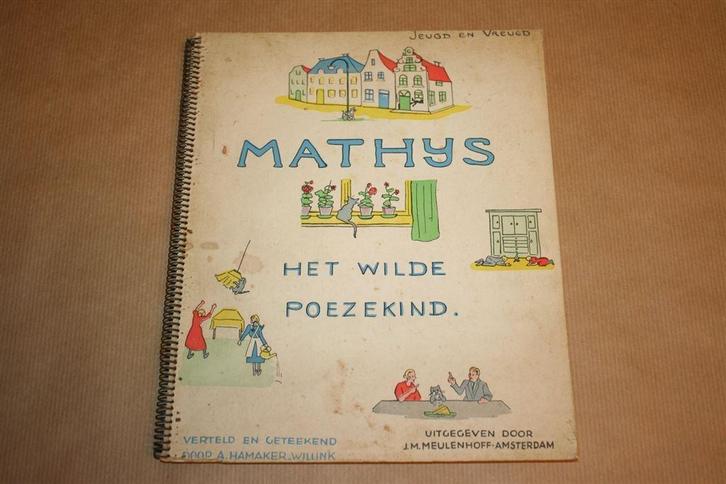 JEUGD EN VREUGD
MATHYS
HET WILDE
POEZEKIND.
VERTELD EN GETEEKEND
DOOR A. HAMAKER-WILLINK
UITGEGEVEN DOOR
J.M. MEULENHOFF-AMSTERDAM